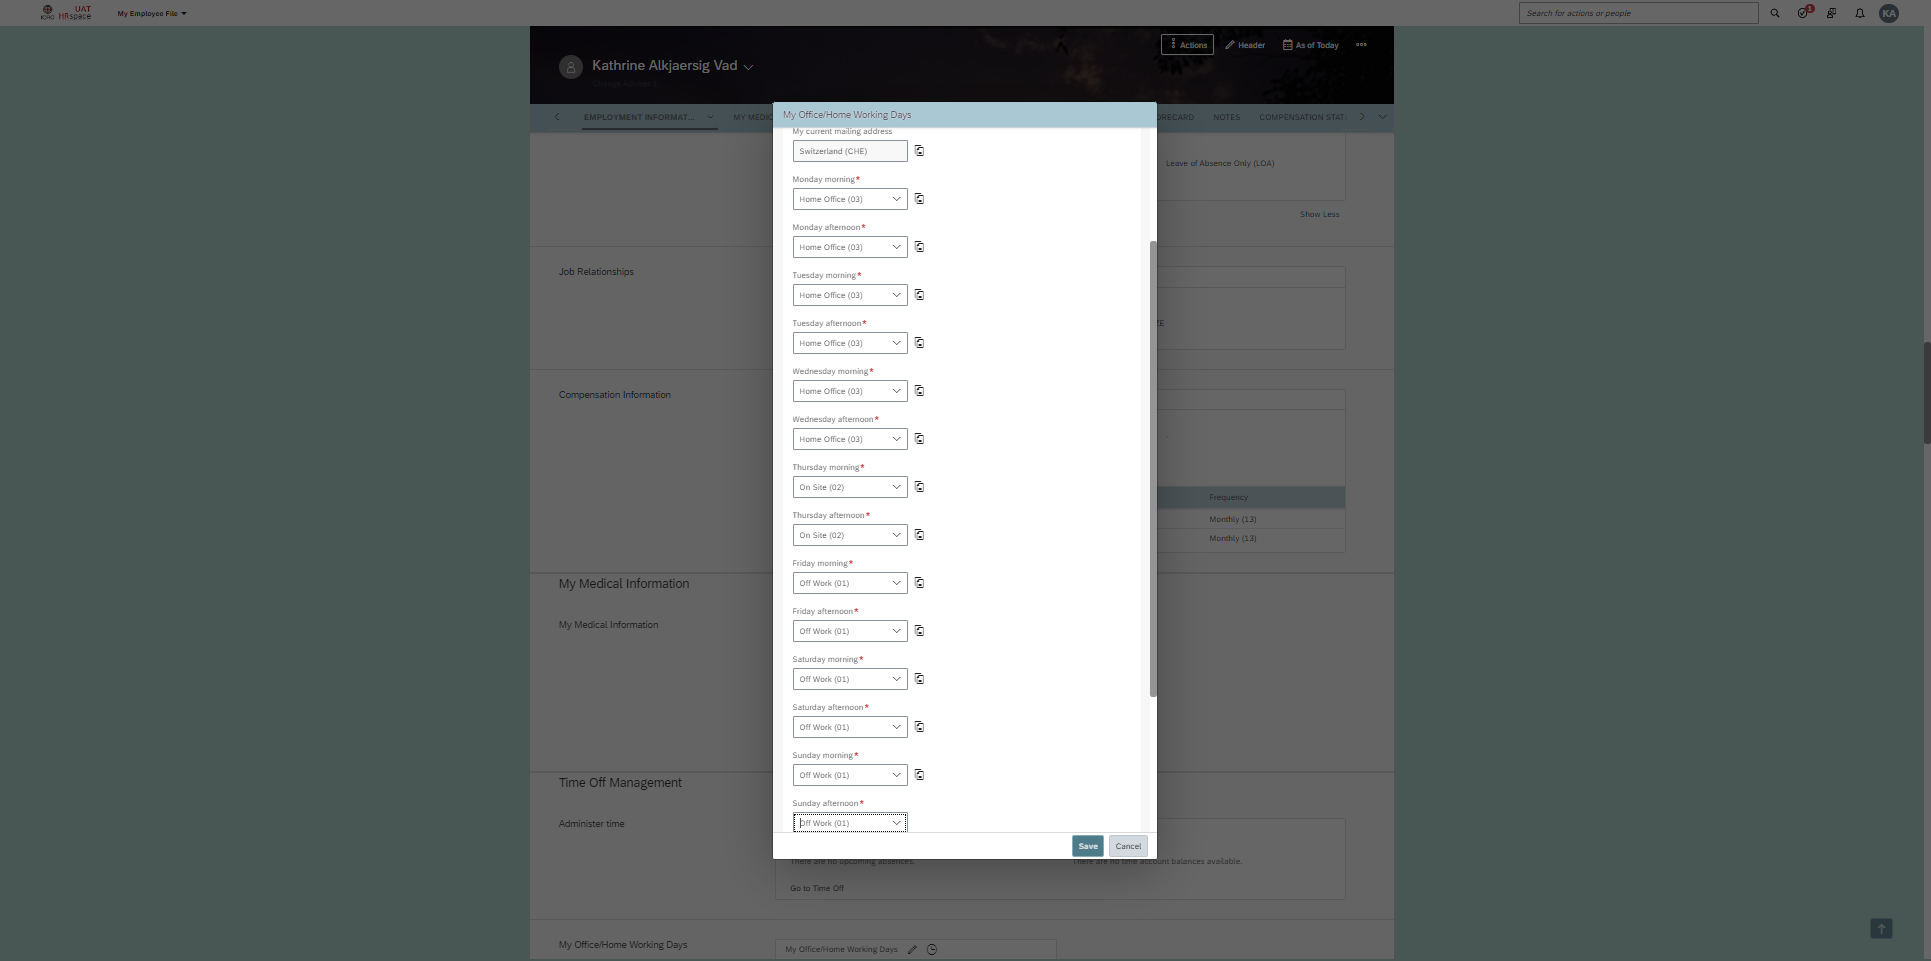 UAT
ICRC HRspace
My Employee File
Search for actions or people
1
KA
Actions
Header
As of Today
Kathrine Alkjaersig Vad
EMPLOYMENT INFORMAT...
MY MEDIC
ORECARD
NOTES
COMPENSATION STAT
My Office/Home Working Days
My current mailing address
Switzerland (CHE)
Leave of Absence Only (LOA)
Monday morning*
Home Office (03)
Show Less
Monday afternoon*
Home Office (03)
Job Relationships
Tuesday morning*
Home Office (03)
Tuesday afternoon*
ZE
Home Office (03)
Wednesday morning*
Home Office (03)
Compensation Information
Wednesday afternoon*
Home Office (03)
Thursday morning*
On Site (02)
Frequency
Thursday afternoon*
Monthly (13)
On Site (02)
Monthly (13)
Friday morning*
Off Work (01)
My Medical Information
Friday afternoon*
My Medical Information
Off Work (01)
Saturday morning*
Off Work (01)
Saturday afternoon*
Off Work (01)
Sunday morning*
Off Work (01)
Time Off Management
Sunday afternoon*
Administer time
Off Work (01)
Save
Cancel
There are no upcoming absences.
There are no time account balances available.
Go to Time Off
My Office/Home Working Days
My Office/Home Working Days